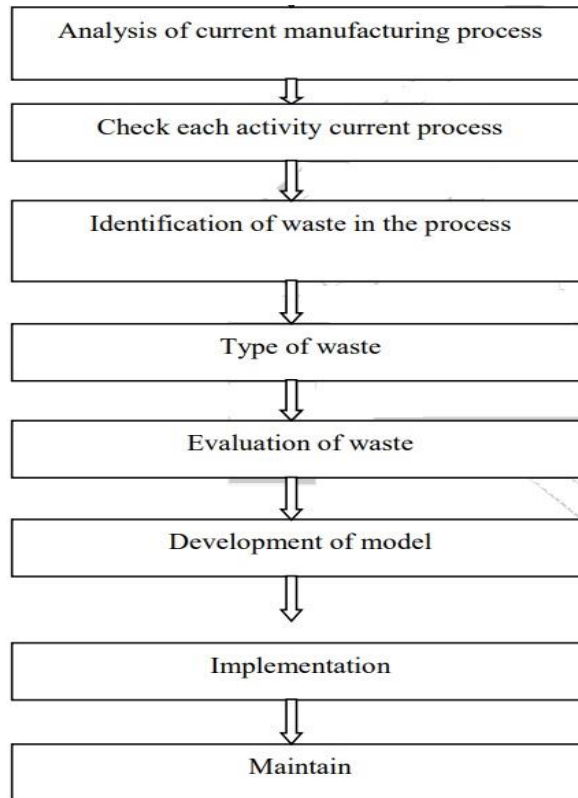 Analysis of current manufacturing process
Check each activity current process
Identification of waste in the process
Type of waste
Evaluation of waste
Development of model
Implementation
Maintain